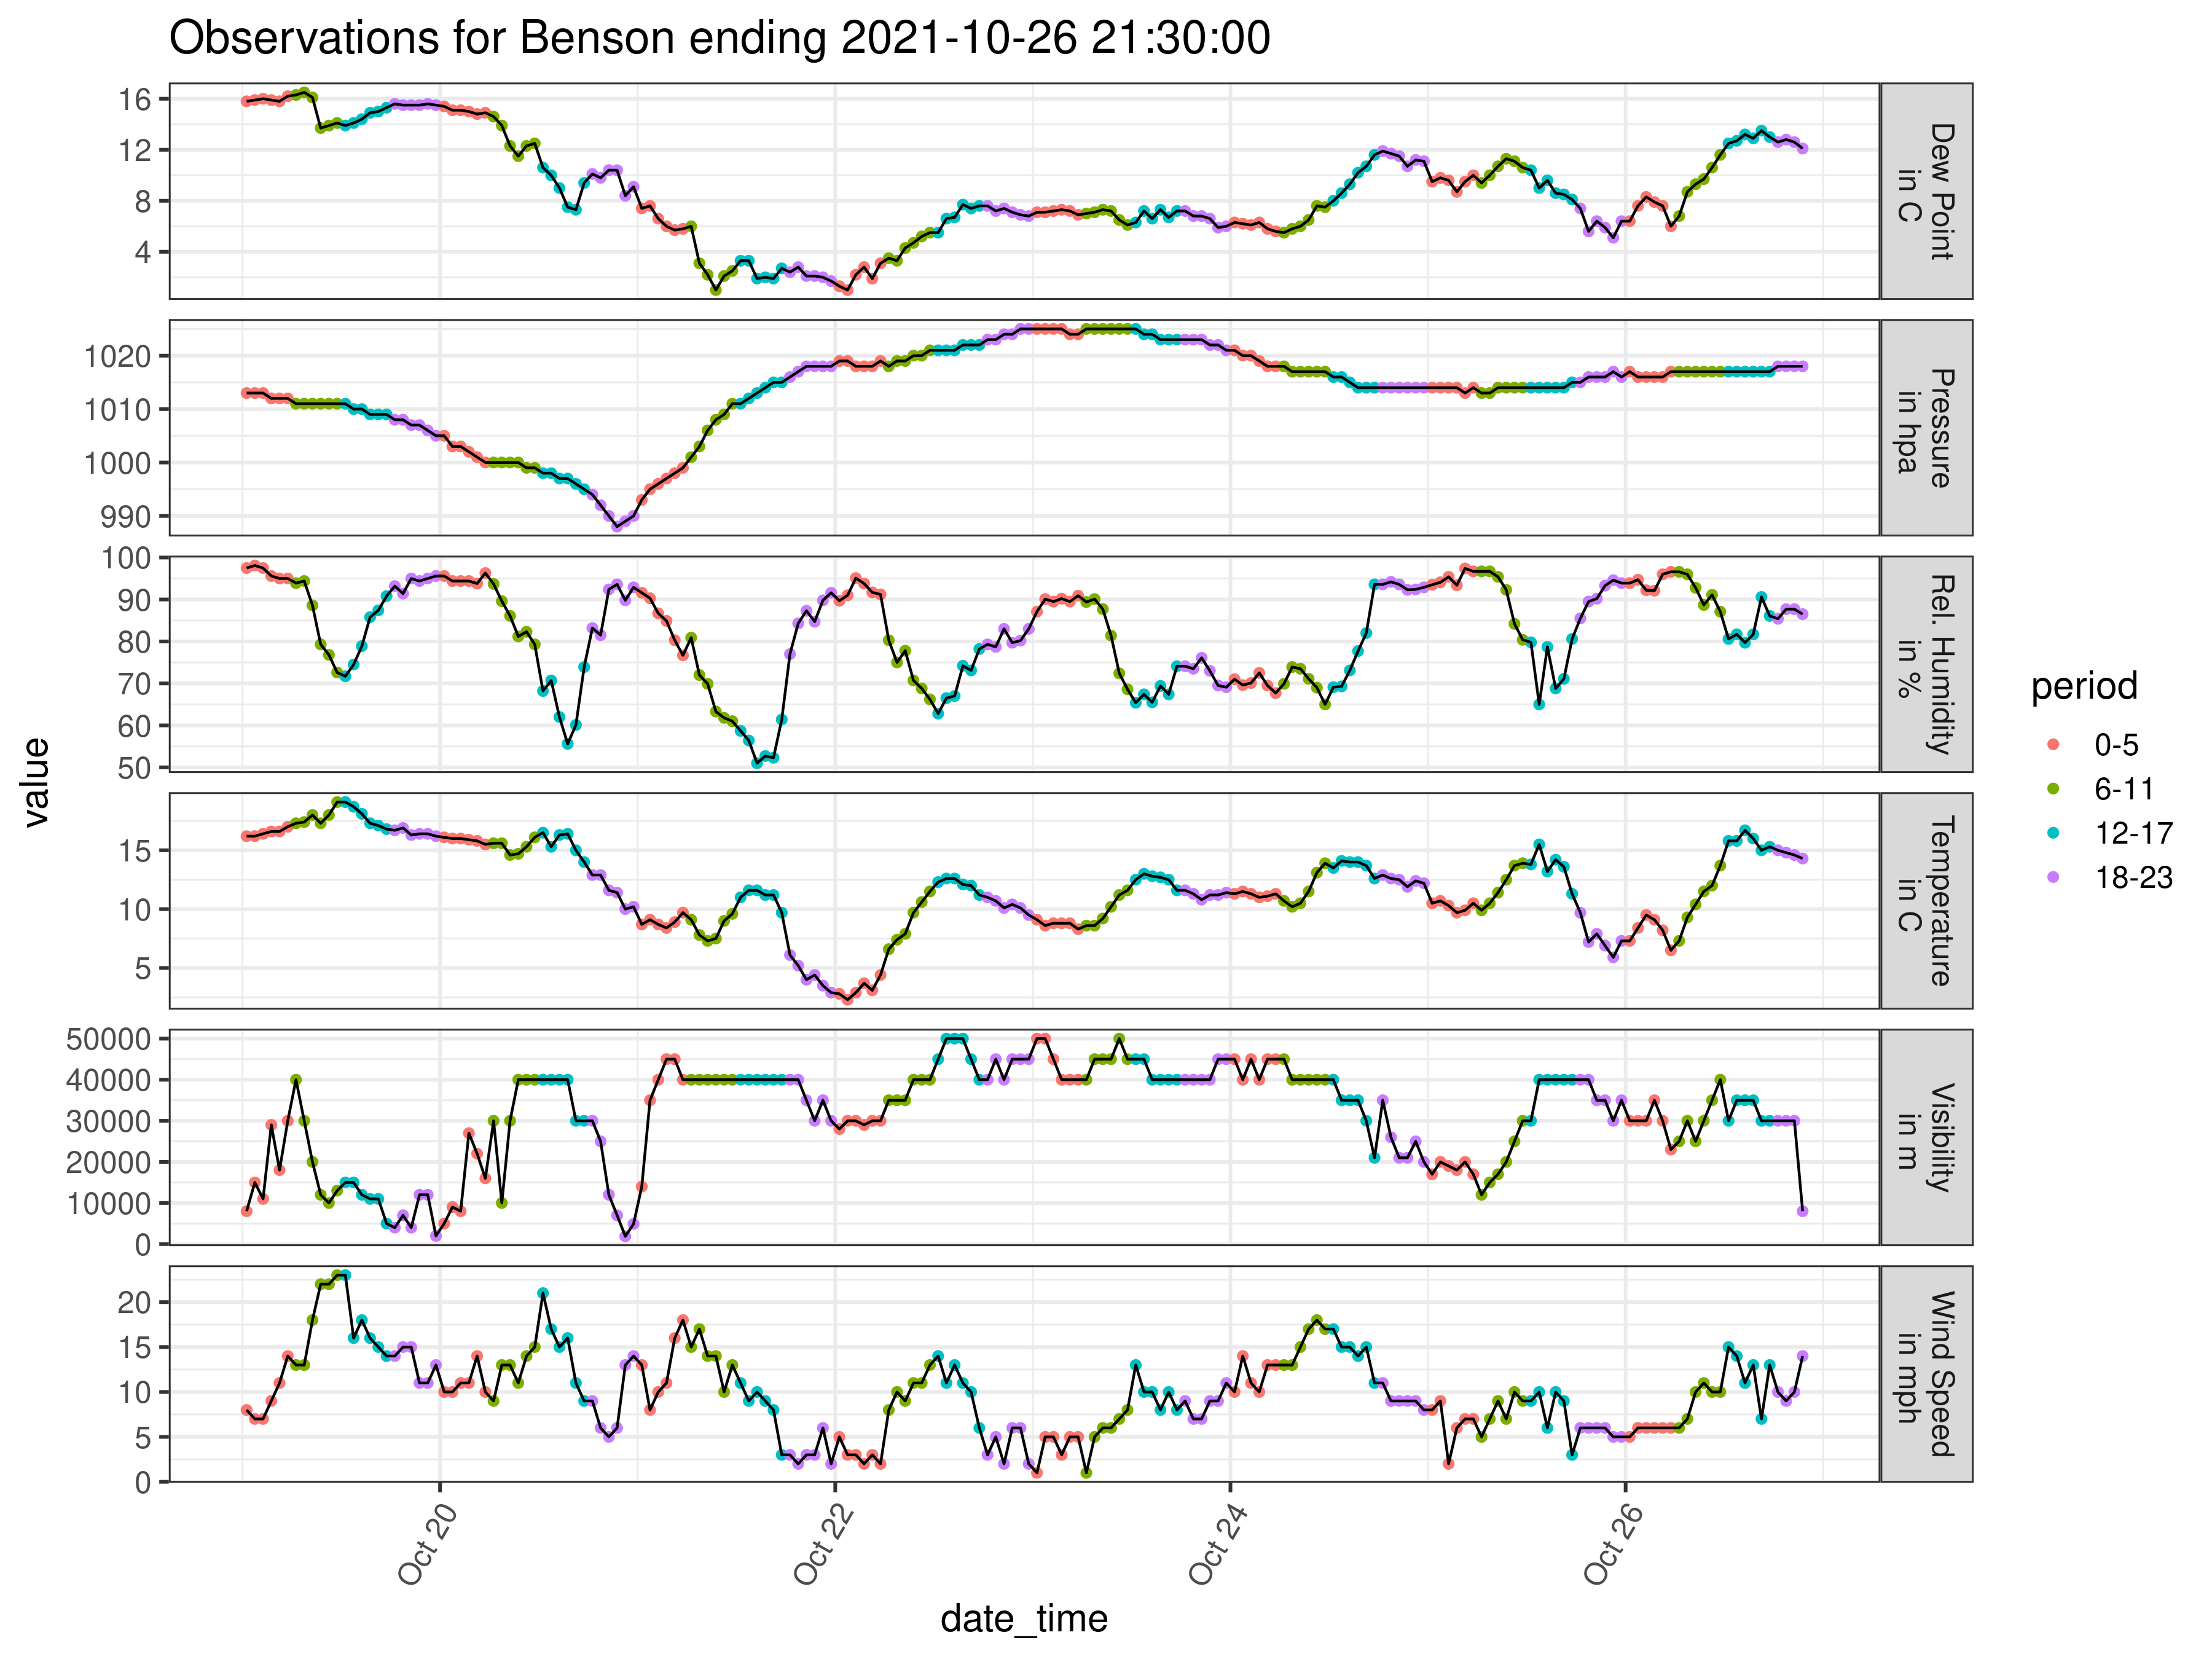 Observations for Benson ending 2021-10-26 21:30:00
value
16
12
8
4
Dew Point
in C
1020
1010
1000
990
Pressure
in hpa
100
90
80
70
60
50
Rel. Humidity
in %
15
10
5
Temperature
in C
50000
40000
30000
20000
10000
0
Visibility
in m
20
15
10
5
0
Wind Speed
in mph
Oct 20
Oct 22
Oct 24
Oct 26
date_time
period
0-5
6-11
12-17
18-23